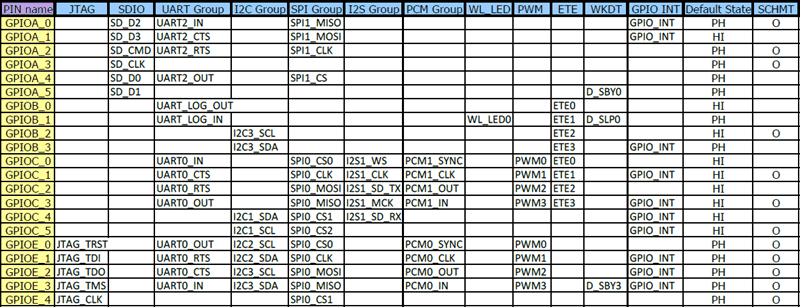 PIN name JTAG SDIO UART Group I2C Group SPI Group I2S Group PCM Group WL_LED PWM ETE WKDT GPIO INT Default State SCHMT
GPIOA_0 SD_D2 UART2_IN SPI1_MISO GPIO_INT PH O
GPIOA_1 SD_D3 UART2_CTS SPI1_MOSI GPIO_INT HI
GPIOA_2 SD_CMD UART2_RTS SPI1_CLK PH O
GPIOA_3 SD_CLK PH O
GPIOA_4 SD_D0 UART2_OUT SPI1_CS PH
GPIOA_5 SD_D1 D_SBY0 PH
GPIOB_0 UART_LOG_OUT ETE0 HI
GPIOB_1 UART_LOG_IN WL_LED0 ETE1 D_SLP0 PH
GPIOB_2 I2C3_SCL ETE2 HI O
GPIOB_3 I2C3_SDA ETE3 GPIO_INT PH
GPIOC_0 UART0_IN SPI0_CS0 I2S1_WS PCM1_SYNC PWM0 ETE0 HI
GPIOC_1 UART0_CTS SPI0_CLK I2S1_CLK PCM1_CLK PWM1 ETE1 GPIO_INT HI O
GPIOC_2 UART0_RTS SPI0_MOSI I2S1_SD_TX PCM1_OUT PWM2 ETE2 HI
GPIOC_3 UART0_OUT SPI0_MISO I2S1_MCK PCM1_IN PWM3 ETE3 GPIO_INT HI O
GPIOC_4 I2C1_SDA SPI0_CS1 I2S1_SD_RX GPIO_INT HI
GPIOC_5 I2C1_SCL SPI0_CS2 GPIO_INT HI
GPIOE_0 JTAG_TRST UART0_OUT I2C2_SCL SPI0_CS0 PCM0_SYNC PWM0 PH O
GPIOE_1 JTAG_TDI UART0_RTS I2C2_SDA SPI0_CLK PCM0_CLK PWM1 GPIO_INT PH O
GPIOE_2 JTAG_TDO UART0_CTS I2C3_SCL SPI0_MOSI PCM0_OUT PWM2 GPIO_INT PH O
GPIOE_3 JTAG_TMS UART0_IN I2C3_SDA SPI0_MISO PCM0_IN PWM3 D_SBY3 GPIO_INT PH O
GPIOE_4 JTAG_CLK SPI0_CS1 PH O